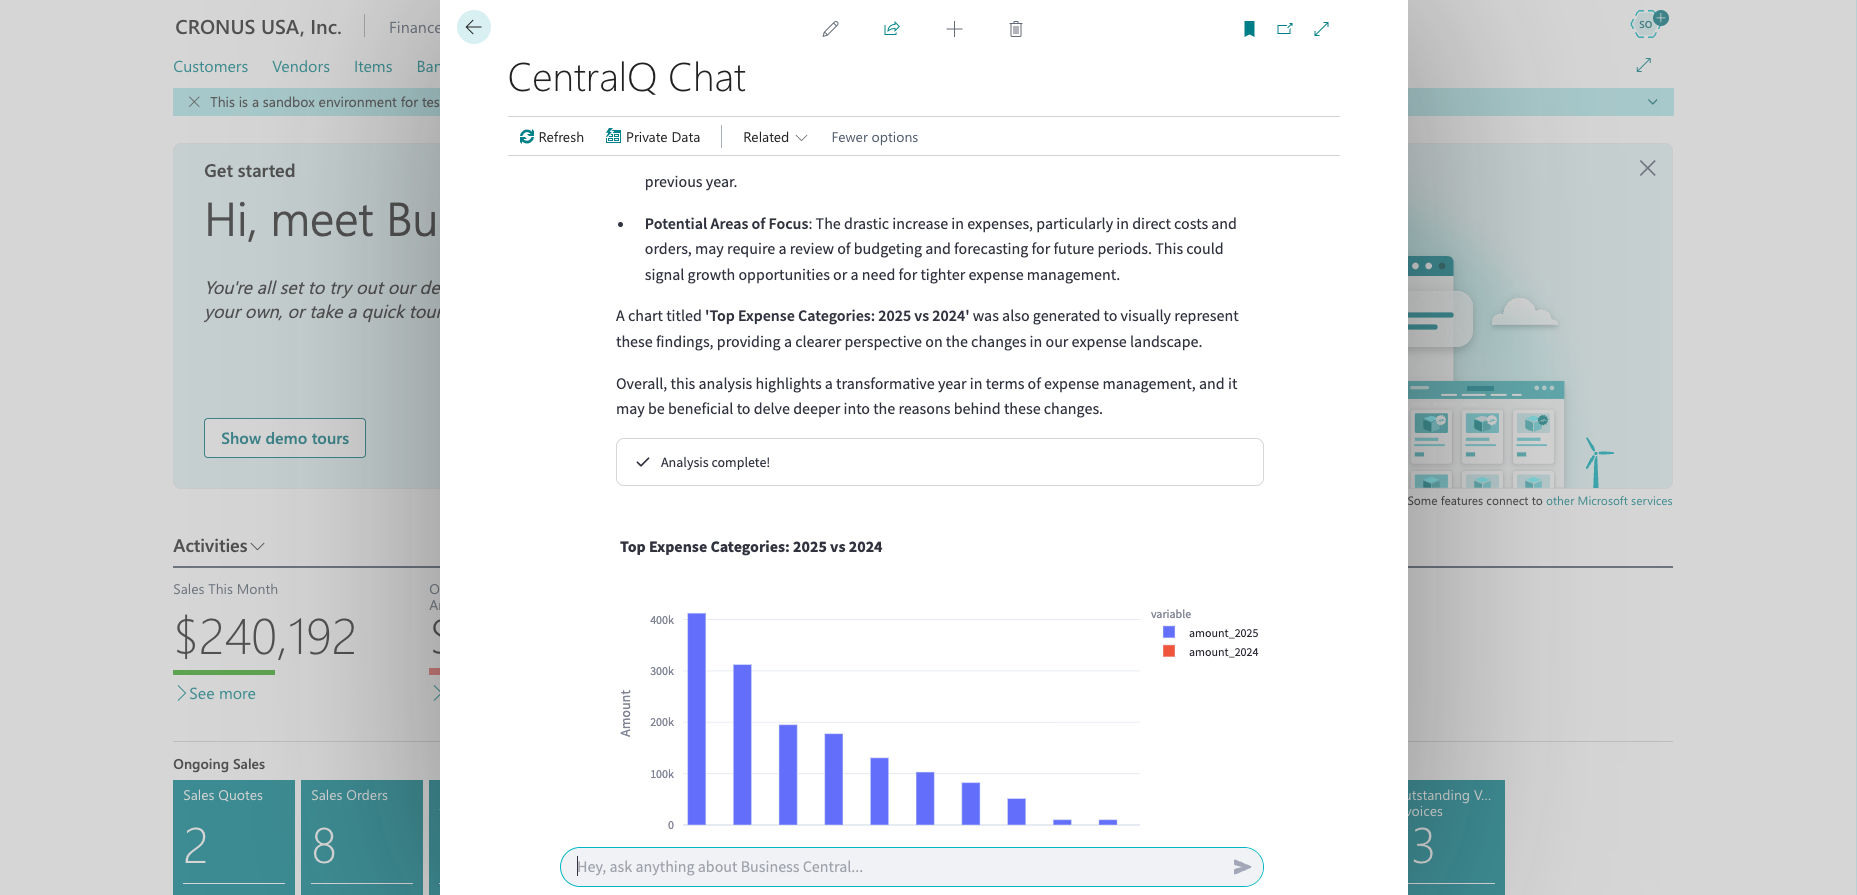 CRONUS USA, Inc.
Finance
Customers Vendors Items
This is a sandbox environment for
Get started
Hi, meet
You're all set to try out our
your own, or take a quick
Show demo tours
Activities
Sales This Month
$240,192
See more
Ongoing Sales
Sales Quotes
2
Sales Orders
8
CentralQ Chat
Refresh Private Data Related Fewer options
previous year.
• Potential Areas of Focus: The drastic increase in expenses, particularly in direct costs and
orders, may require a review of budgeting and forecasting for future periods. This could
signal growth opportunities or a need for tighter expense management.
A chart titled 'Top Expense Categories: 2025 vs 2024' was also generated to visually represent
these findings, providing a clearer perspective on the changes in our expense landscape.
Overall, this analysis highlights a transformative year in terms of expense management, and it
may be beneficial to delve deeper into the reasons behind these changes.
Analysis complete!
Top Expense Categories: 2025 vs 2024
variable
amount_2025
amount_2024
Amount
400k
300k
200k
100k
0
Hey, ask anything about Business Central...
SO
Some features connect to other Microsoft services
utstanding V...
voices
3